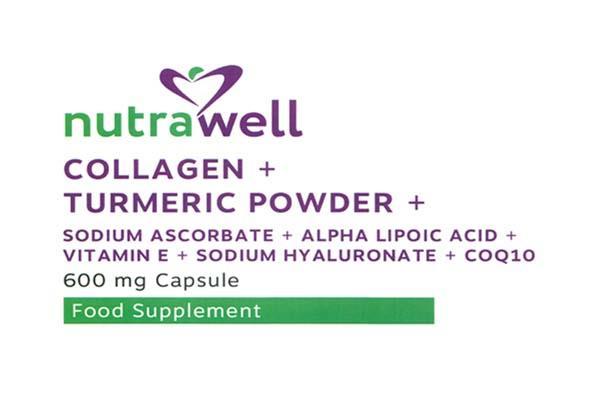 nutrawell
COLLAGEN +
TURMERIC POWDER +
SODIUM ASCORBATE + ALPHA LIPOIC ACID +
VITAMIN E + SODIUM HYALURONATE + COQ10
600 mg Capsule
Food Supplement